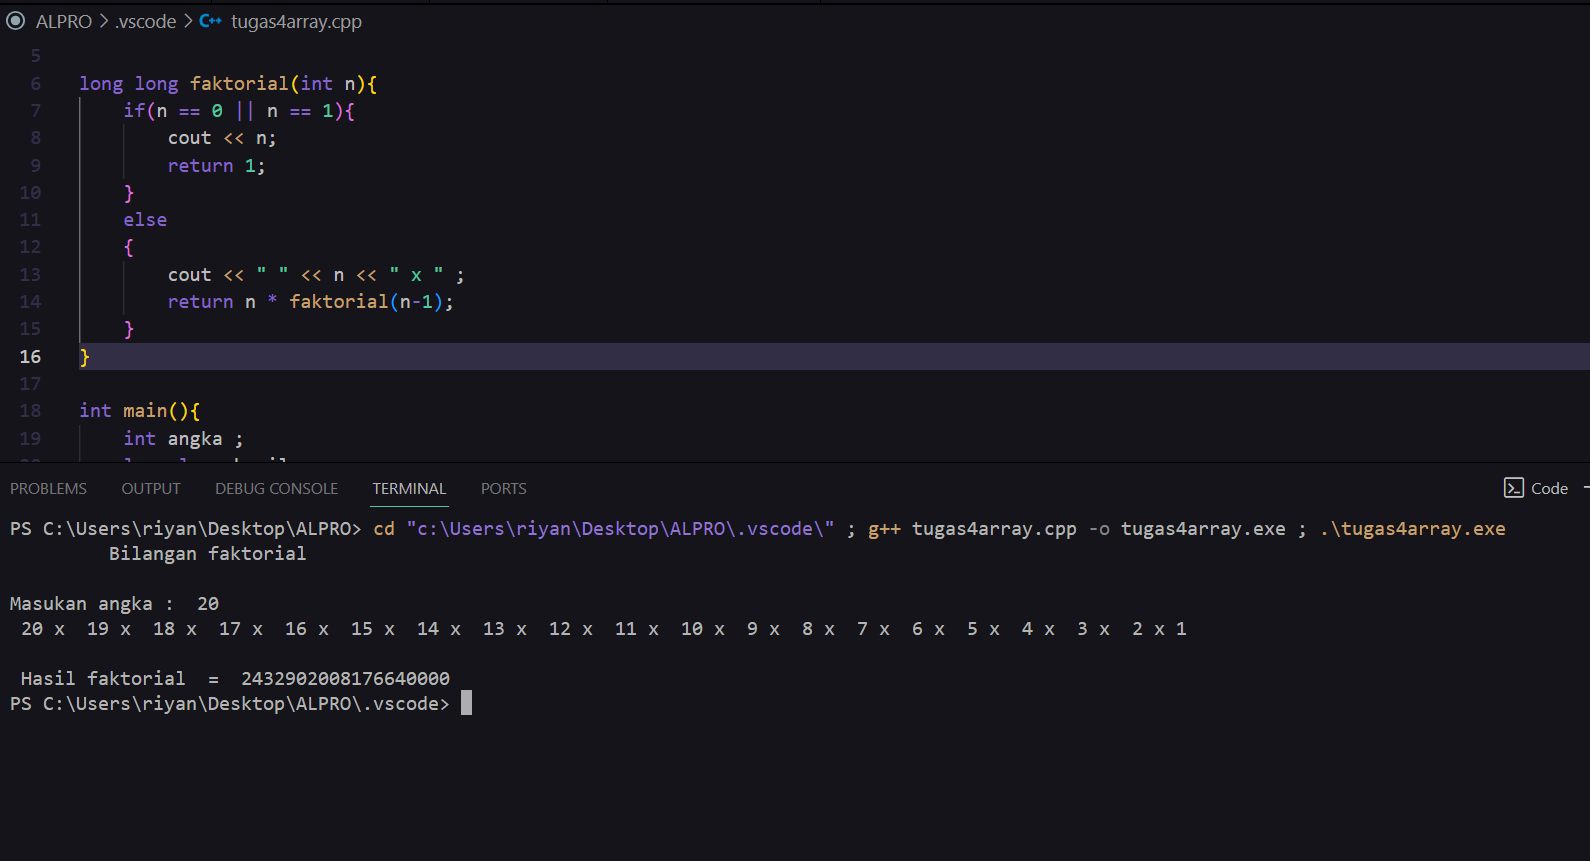 ALPRO > .vscode > C++ tugas4array.cpp
5
6 long long faktorial(int n){
7 if(n == 0 || n == 1){
8 cout << n;
9 return 1;
10 }
11 else
12 {
13 cout << " " << n << " x " ;
14 return n * faktorial(n-1);
15 }
16 }
17
18 int main(){
19 int angka ;
PROBLEMS OUTPUT DEBUG CONSOLE TERMINAL PORTS Code
PS C:\Users\riyan\Desktop\ALPRO> cd "c:\Users\riyan\Desktop\ALPRO\.vscode\" ; g++ tugas4array.cpp -o tugas4array.exe ; .\tugas4array.exe
Bilangan faktorial
Masukan angka :  20
20 x  19 x  18 x  17 x  16 x  15 x  14 x  13 x  12 x  11 x  10 x  9 x  8 x  7 x  6 x  5 x  4 x  3 x  2 x 1
Hasil faktorial  =  2432902008176640000
PS C:\Users\riyan\Desktop\ALPRO\.vscode>